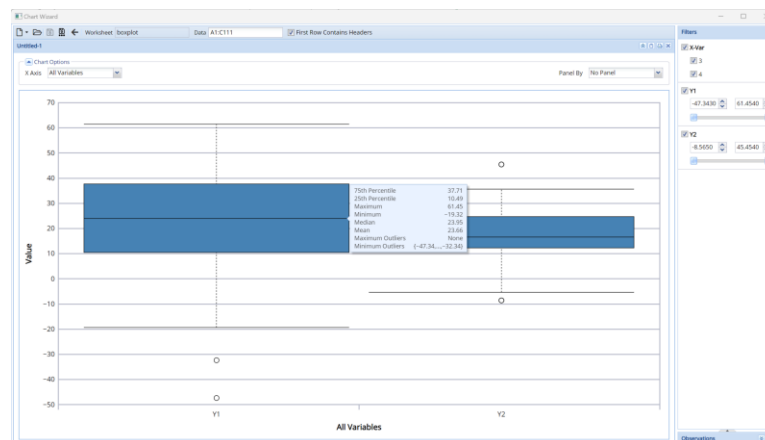 Chart Wizard
Worksheet boxplot Data A1:C111 First Row Contains Headers
Untitled-1
Chart Options
X Axis All Variables Panel By No Panel
70
60
50
40
30
20
10
0
-10
-20
-30
-40
-50
Value
75th Percentile 37.71
25th Percentile 10.49
Maximum 61.45
Minimum -19.32
Median 23.95
Mean 23.66
Maximum Outliers None
Minimum Outliers (-47.34,...-32.34)
Y1 Y2
All Variables
Filters
X-Var
3
4
Y1
-47.3430 61.4540
Y2
-8.5650 45.4540
Observations